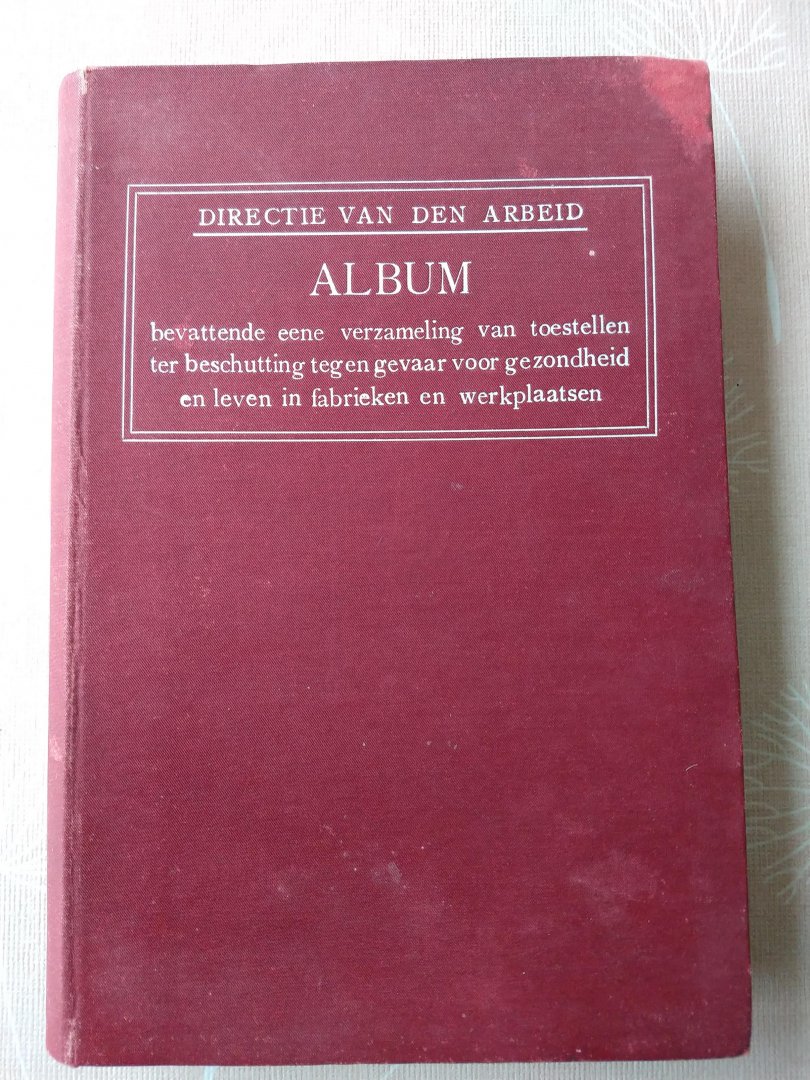 DIRECTIE VAN DEN ARBEID
ALBUM
bevattende eene verzameling van toestellen
ter beschutting tegen gevaar voor gezondheid
en leven in fabrieken en werkplaatsen